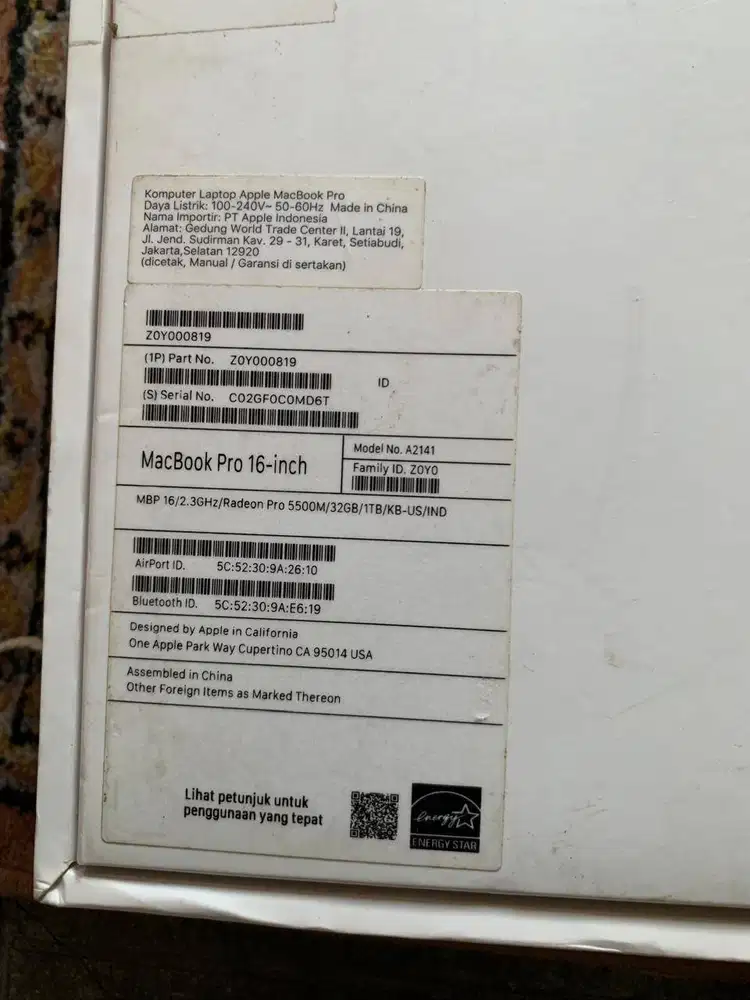 Komputer Laptop Apple MacBook Pro
Daya Listrik: 100-240V~ 50-60Hz Made in China
Nama Importir: PT Apple Indonesia
Alamat: Gedung World Trade Center II, Lantai 19,
Jl. Jend. Sudirman Kav. 29 - 31, Karet, Setiabudi,
Jakarta,Selatan 12920
(dicetak, Manual / Garansi di sertakan)
Z0Y000819
(1P) Part No. Z0Y000819
ID
(S) Serial No. C02GF0C0MD6T
MacBook Pro 16-inch
Model No. A2141
Family ID. Z0Y0
MBP 16/2.3GHz/Radeon Pro 5500M/32GB/1TB/KB-US/IND
AirPort ID. 5C:52:30:9A:26:10
Bluetooth ID. 5C:52:30:9A:E6:19
Designed by Apple in California
One Apple Park Way Cupertino CA 95014 USA
Assembled in China
Other Foreign Items as Marked Thereon
Lihat petunjuk untuk
penggunaan yang tepat
energy
ENERGY STAR